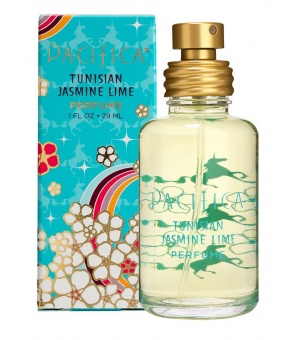 PACIFICA
TUNISIAN
JASMINE LIME
PERFUME
1 FL OZ • 29 ML
PACIFICA
TUNISIAN
JASMINE LIME
PERFUME